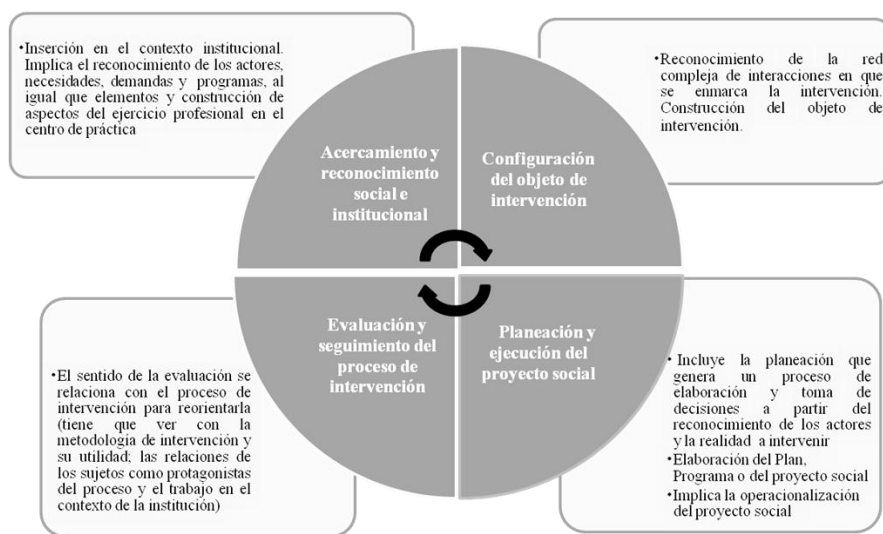 •Inserción en el contexto institucional.
Implica el reconocimiento de los actores,
necesidades, demandas y programas, al
igual que elementos y construcción de
aspectos del ejercicio profesional en el
centro de práctica
•Reconocimiento de la red
compleja de interacciones en que
se enmarca la intervención.
Construcción del objeto de
intervención.
Acercamiento y
reconocimiento
social e
institucional
Configuración
del objeto de
intervención
Evaluación y
seguimiento del
proceso de
intervención
Planeación y
ejecución del
proyecto social
•El sentido de la evaluación se
relaciona con el proceso de
intervención para reorientarla
(tiene que ver con la
metodología de intervención y
su utilidad; las relaciones de
los sujetos como protagonistas
del proceso y el trabajo en el
contexto de la institución)
•Incluye la planeación que
genera un proceso de
elaboración y toma de
decisiones a partir del
reconocimiento de los actores
y la realidad a intervenir
•Elaboración del Plan,
Programa o del proyecto social
•Implica la operacionalización
del proyecto social